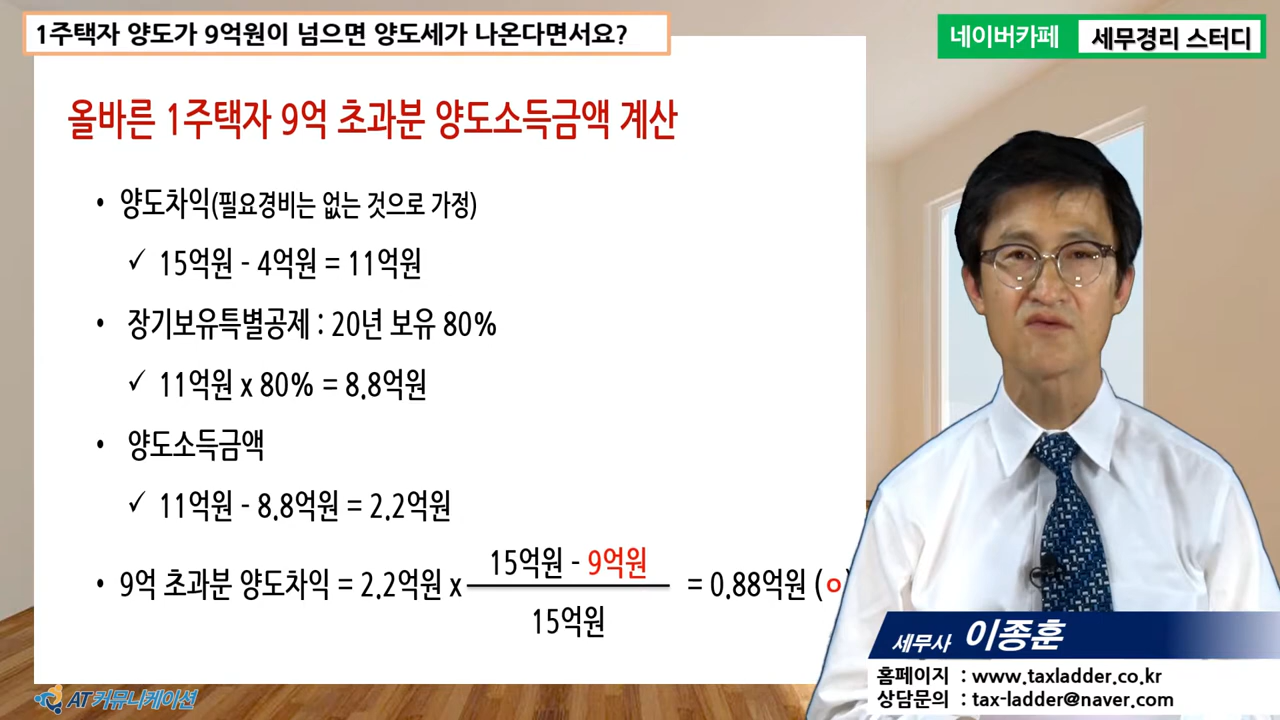 1주택자 양도가 9억원이 넘으면 양도세가 나온다면서요?
네이버카페 세무경리 스터디
올바른 1주택자 9억 초과분 양도소득금액 계산
• 양도차익(필요경비는 없는 것으로 가정)
✓ 15억원 - 4억원 = 11억원
• 장기보유특별공제 : 20년 보유 80%
✓ 11억원 x 80% = 8.8억원
• 양도소득금액
✓ 11억원 - 8.8억원 = 2.2억원
15억원 - 9억원
• 9억 초과분 양도차익 = 2.2억원 x = 0.88억원 (ㅇ)
15억원
세무사 이종훈
홈페이지 : www.taxladder.co.kr
상담문의 : tax-ladder@naver.com
AT커뮤니케이션